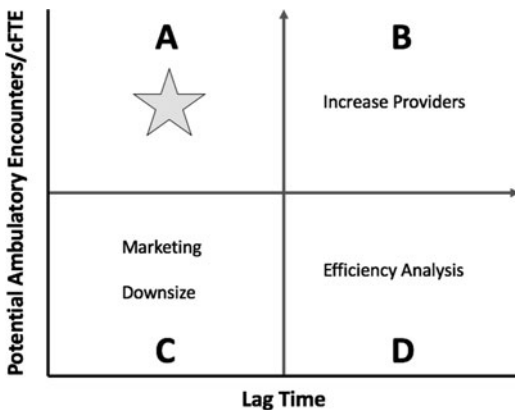 Potential Ambulatory Encounters/cFTE
A
B
Increase Providers
Marketing
Downsize
Efficiency Analysis
C
D
Lag Time